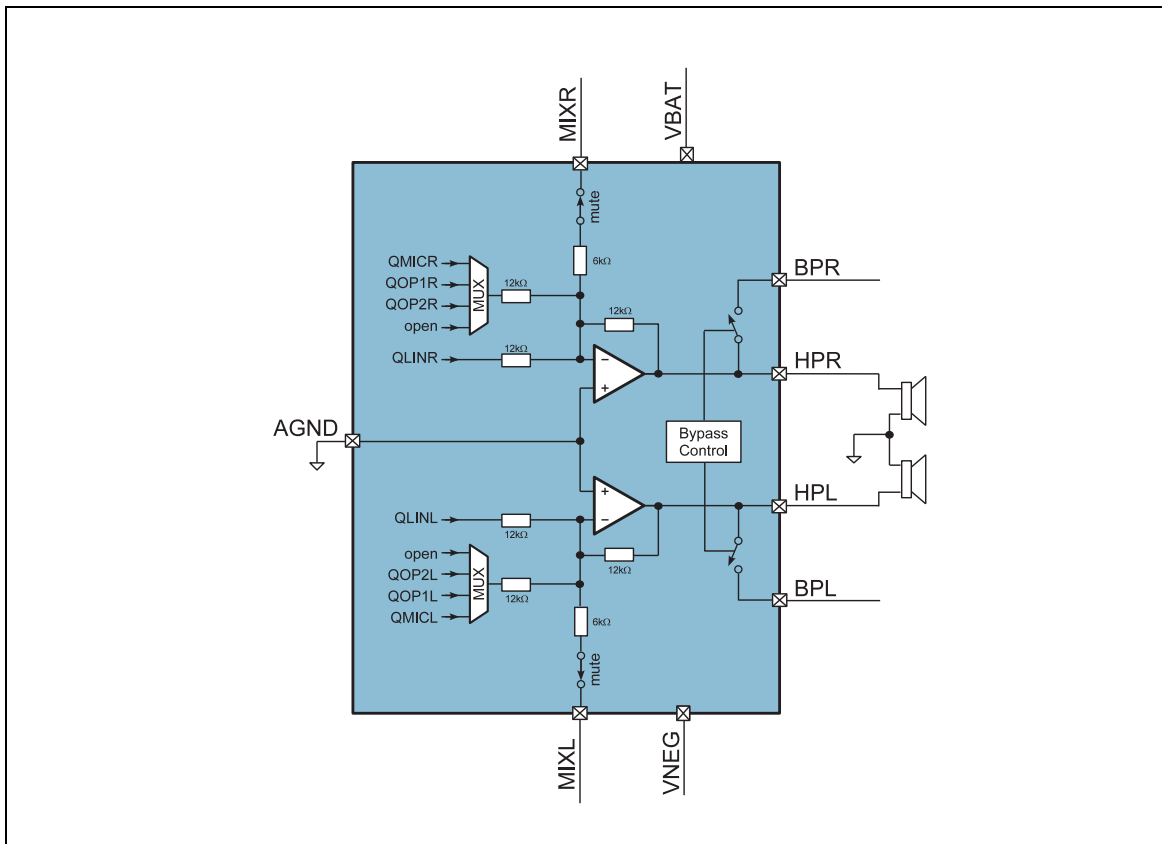 MIXR
VBAT
mute
6kΩ
QMICR
QOP1R
QOP2R
open
MUX
12kΩ
12kΩ
QLINR
12kΩ
BPR
HPR
AGND
Bypass
Control
HPL
QLINL
12kΩ
open
QOP2L
QOP1L
QMICL
MUX
12kΩ
12kΩ
6kΩ
BPL
mute
MIXL
VNEG
−
+
+
−